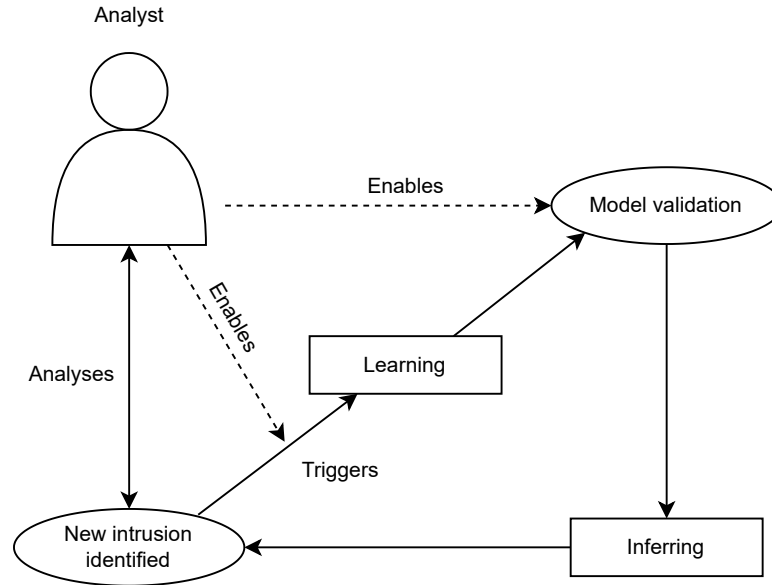 Analyst
Enables
Model validation
Enables
Learning
Analyses
Triggers
New intrusion
identified
Inferring